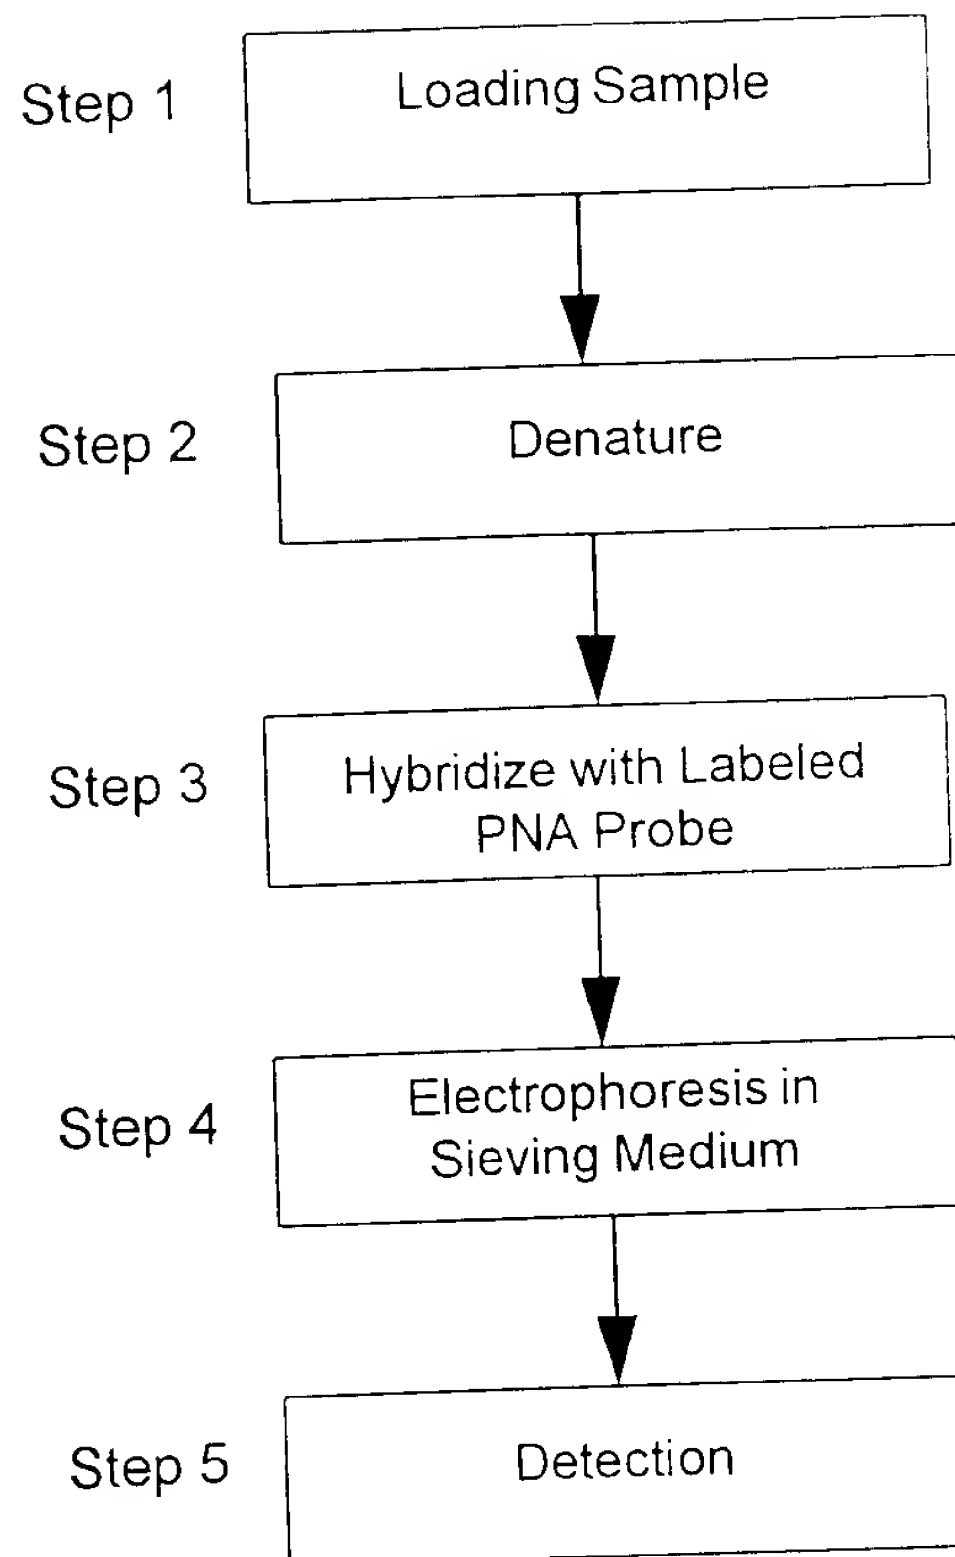 Step 1
Loading Sample
Step 2
Denature
Step 3
Hybridize with Labeled
PNA Probe
Step 4
Electrophoresis in
Sieving Medium
Step 5
Detection